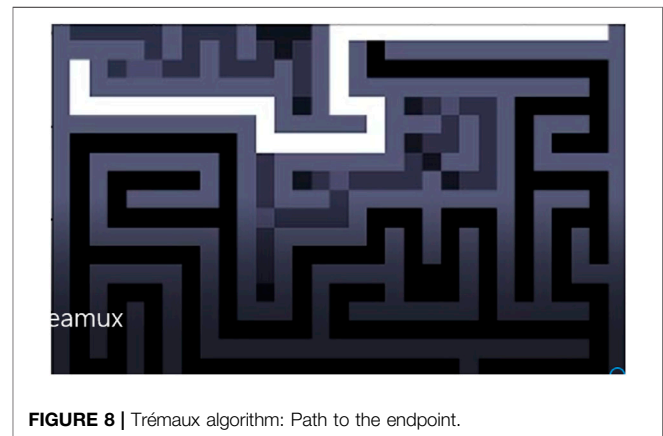 eamux
FIGURE 8 | Trémaux algorithm: Path to the endpoint.